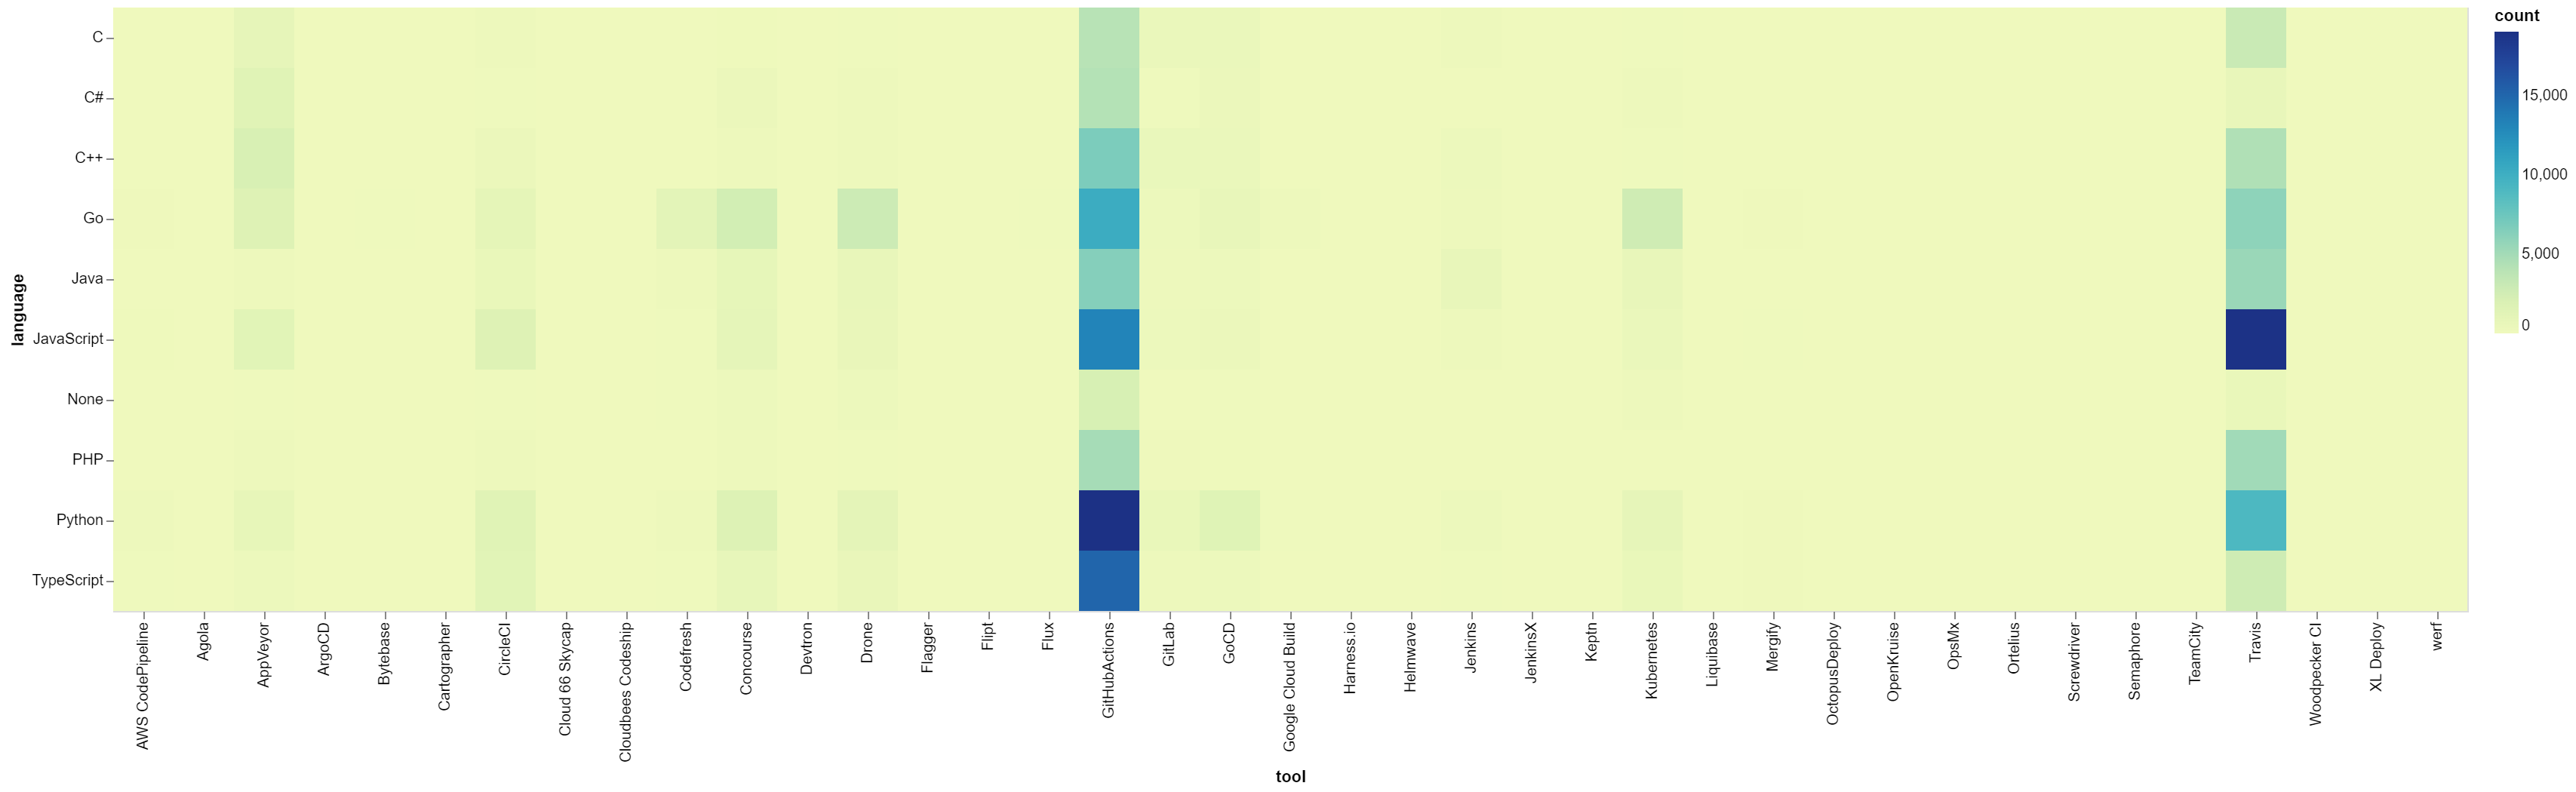 count
15,000
10,000
5,000
0
language
C
C#
C++
Go
Java
JavaScript
None
PHP
Python
TypeScript
AWS CodePipeline
Agola
AppVeyor
ArgoCD
Bytebase
Cartographer
CircleCI
Cloud 66 Skycap
Cloudbees Codeship
Codefresh
Concourse
Devtron
Drone
Flagger
Flipt
Flux
GitHubActions
GitLab
GoCD
Google Cloud Build
Harness.io
Helmwave
Jenkins
JenkinsX
Keptn
Kubernetes
Liquibase
Mergify
OctopusDeploy
OpenKruise
OpsMx
Ortelius
Screwdriver
Semaphore
TeamCity
Travis
Woodpecker CI
XL Deploy
werf
tool